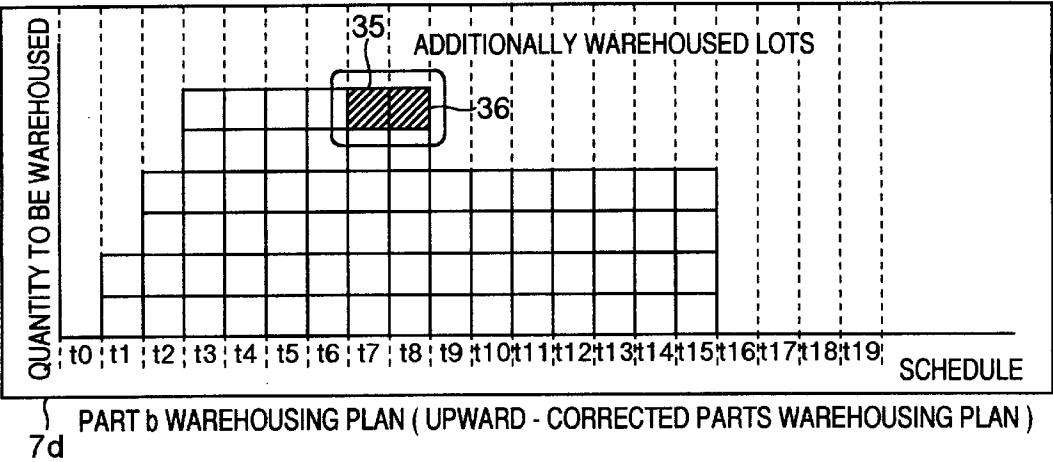 QUANTITY TO BE WAREHOUSED
35
ADDITIONALLY WAREHOUSED LOTS
36
t0 t1 t2 t3 t4 t5 t6 t7 t8 t9 t10 t11 t12 t13 t14 t15 t16 t17 t18 t19
SCHEDULE
PART b WAREHOUSING PLAN ( UPWARD - CORRECTED PARTS WAREHOUSING PLAN )
7d